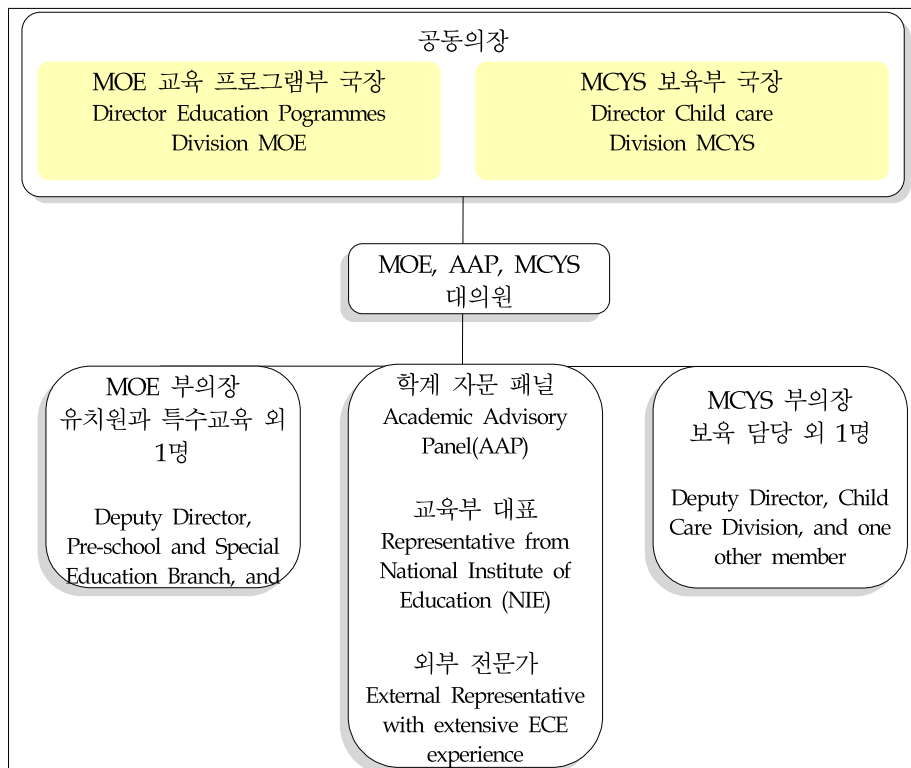 공동의장
MOE 교육 프로그램부 국장
Director Education Pogrammes
Division MOE
MCYS 보육부 국장
Director Child care
Division MCYS
MOE, AAP, MCYS
대의원
MOE 부의장
유치원과 특수교육 외
1명
Deputy Director,
Pre-school and Special
Education Branch, and
학계 자문 패널
Academic Advisory
Panel(AAP)
교육부 대표
Representative from
National Institute of
Education (NIE)
외부 전문가
External Representative
with extensive ECE
experience
MCYS 부의장
보육 담당 외 1명
Deputy Director, Child
Care Division, and one
other member